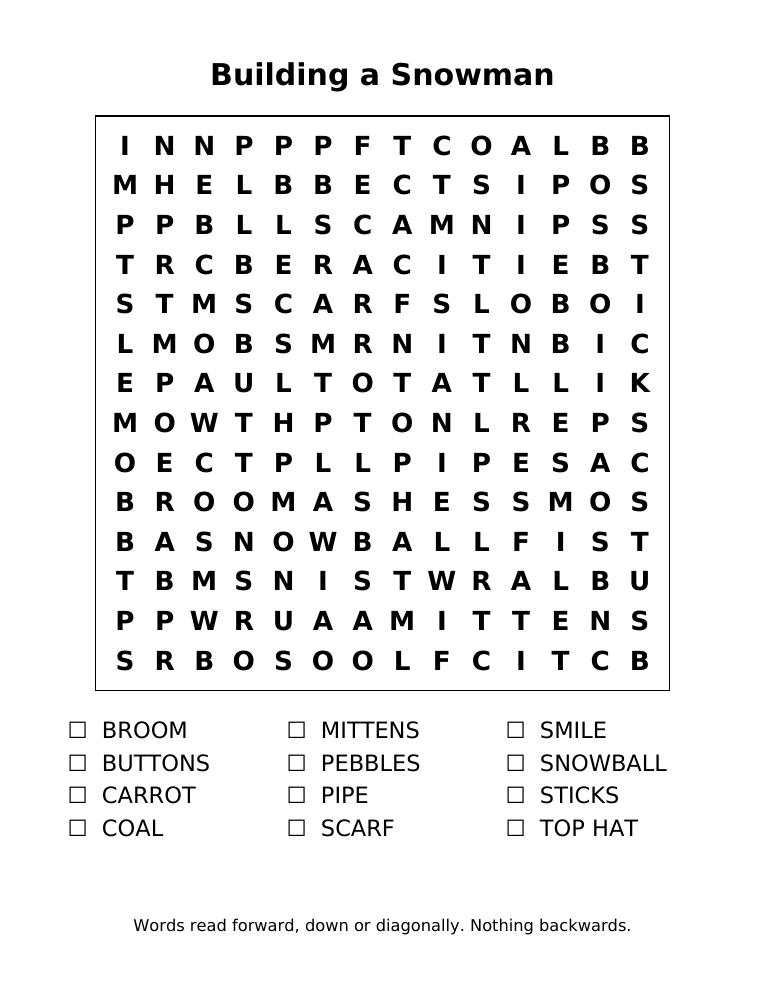 Building a Snowman
I N N P P P F T C O A L B B
M H E L B B E C T S I P O S
P P B L L S C A M N I P S S
T R C B E R A C I T I E B T
S T M S C A R F S L O B O I
L M O B S M R N I T N B I C
E P A U L T O T A T L L I K
M O W T H P T O N L R E P S
O E C T P L L P I P E S A C
B R O O M A S H E S S M O S
B A S N O W B A L L F I S T
T B M S N I S T W R A L B U
P P W R U A A M I T T E N S
S R B O S O O L F C I T C B
☐ BROOM ☐ MITTENS ☐ SMILE
☐ BUTTONS ☐ PEBBLES ☐ SNOWBALL
☐ CARROT ☐ PIPE ☐ STICKS
☐ COAL ☐ SCARF ☐ TOP HAT
Words read forward, down or diagonally. Nothing backwards.